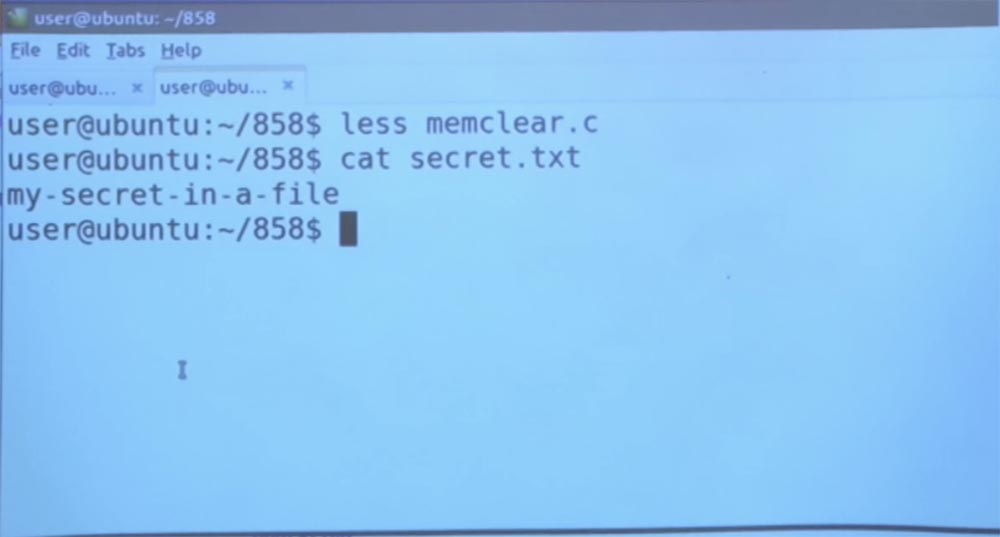 user@ubuntu: ~/858
File Edit Tabs Help
user@ubu... × user@ubu... ×
user@ubuntu:~/858$ less memclear.c
user@ubuntu:~/858$ cat secret.txt
my-secret-in-a-file
user@ubuntu:~/858$